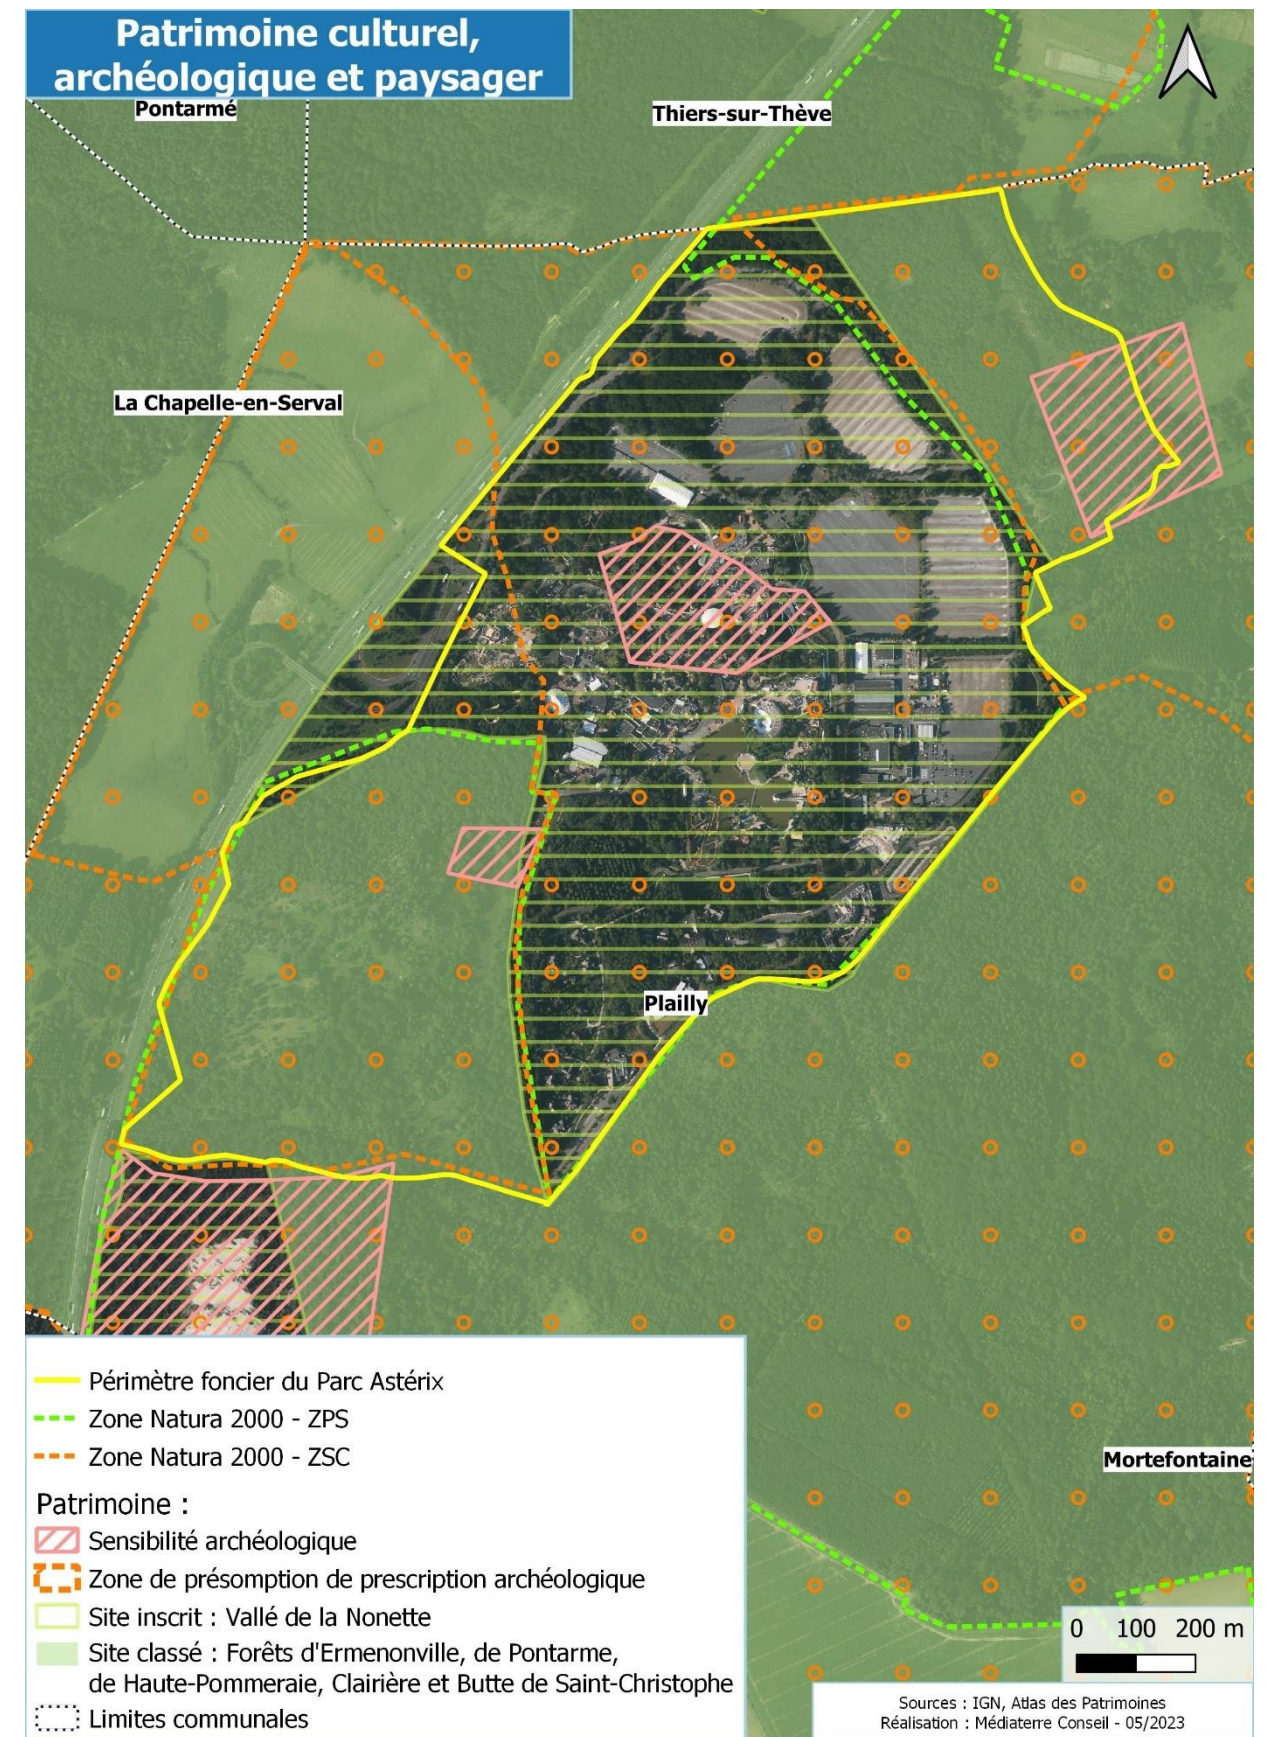 Patrimoine culturel,
archéologique et paysager
Pontarmé
Thiers-sur-Thève
La Chapelle-en-Serval
Plailly
Mortefontaine
Périmètre foncier du Parc Astérix
Zone Natura 2000 - ZPS
Zone Natura 2000 - ZSC
Patrimoine :
Sensibilité archéologique
Zone de présomption de prescription archéologique
Site inscrit : Vallé de la Nonette
Site classé : Forêts d'Ermenonville, de Pontarme,
de Haute-Pommeraie, Clairière et Butte de Saint-Christophe
Limites communales
0 100 200 m
Sources : IGN, Atlas des Patrimoines
Réalisation : Médiaterre Conseil - 05/2023